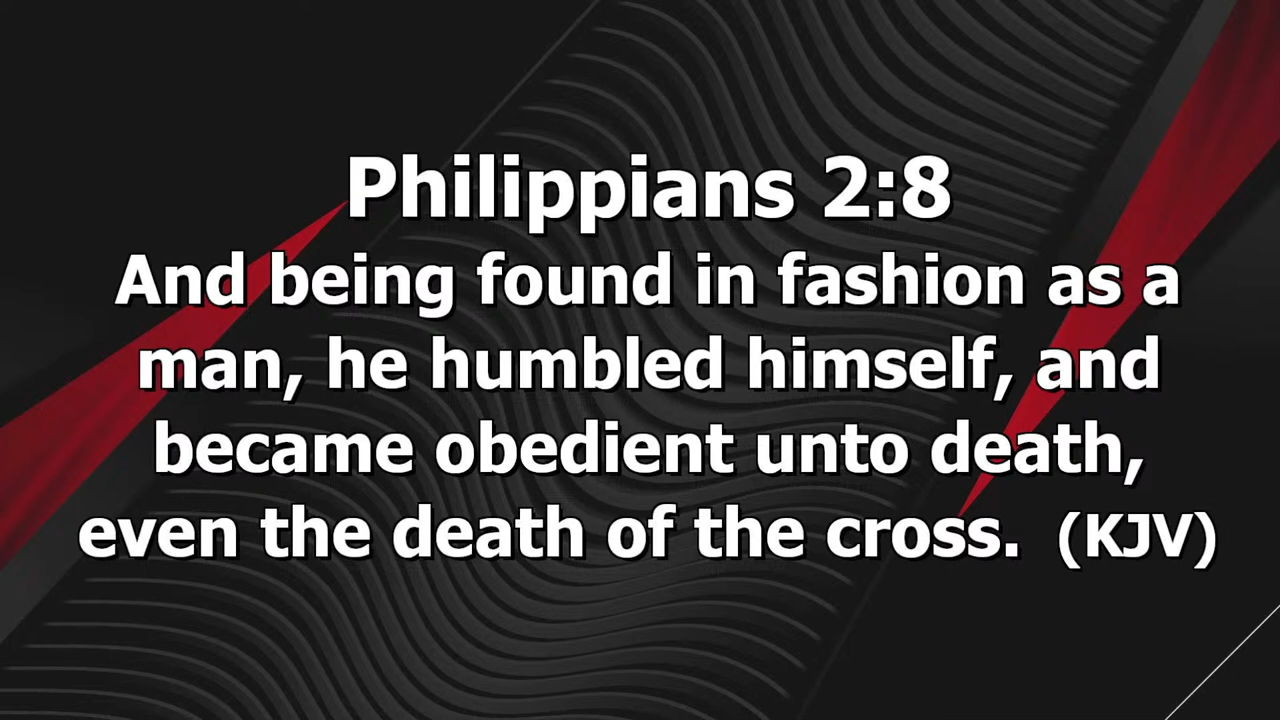 Philippians 2:8
And being found in fashion as a
man, he humbled himself, and
became obedient unto death,
even the death of the cross. (KJV)